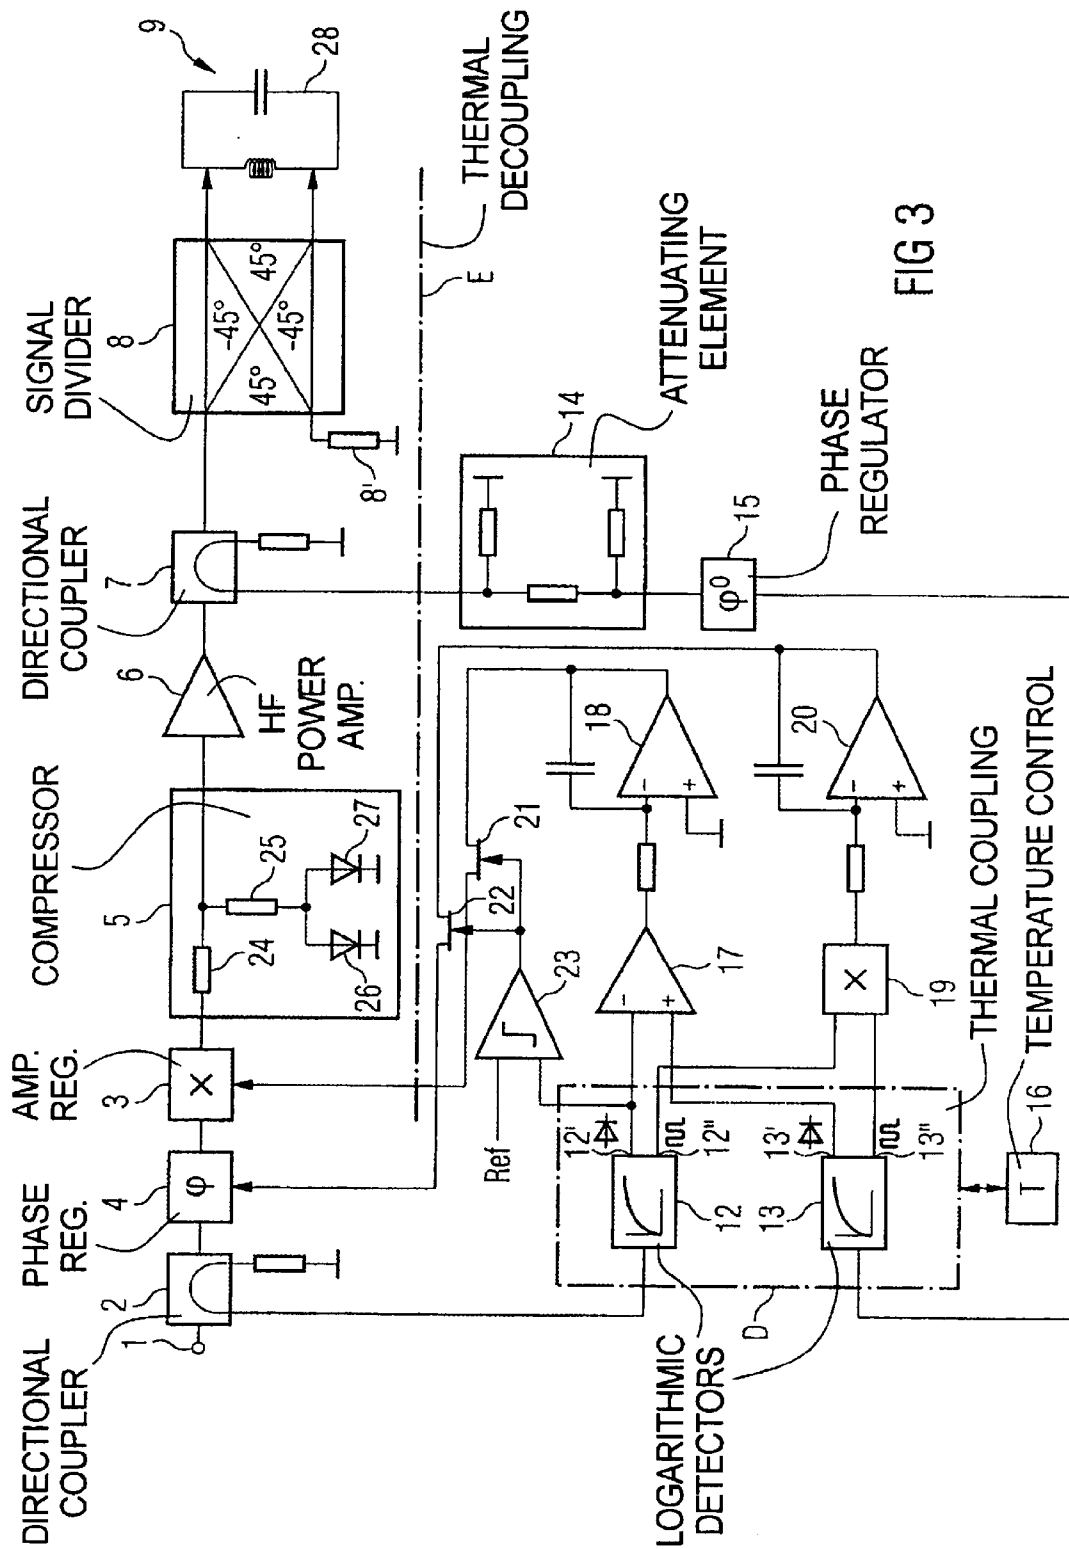 DIRECTIONAL
COUPLER
PHASE
REG.
AMP.
REG.
COMPRESSOR
HF
POWER
AMP.
DIRECTIONAL
COUPLER
SIGNAL
DIVIDER
1
2
4
φ
3
X
5
24
25
26
27
6
7
8
45°
-45°
-45°
45°
8'
9
28
THERMAL
DECOUPLING
E
Ref
23
22
21
18
-
+
14
ATTENUATING
ELEMENT
12'
12"
12
-
+
17
13'
13"
13
X
19
20
-
+
φ⁰
15
PHASE
REGULATOR
LOGARITHMIC
DETECTORS
D
T
16
THERMAL COUPLING
TEMPERATURE CONTROL
FIG 3